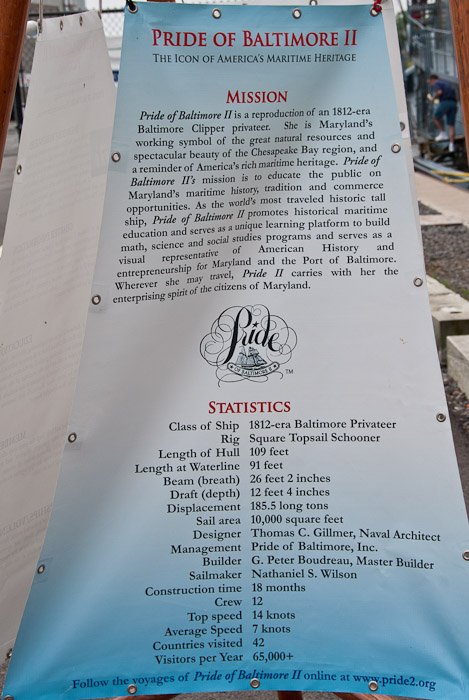 PRIDE OF BALTIMORE II
THE ICON OF AMERICA'S MARITIME HERITAGE
MISSION
Pride of Baltimore II is a reproduction of an 1812-era
Baltimore Clipper privateer. She is Maryland's
working symbol of the great natural resources and
spectacular beauty of the Chesapeake Bay region, and
a reminder of America's rich maritime heritage. Pride of
Baltimore II's mission is to educate the public on
Maryland's maritime history, tradition and commerce
opportunities. As the world's most traveled historic tall
ship, Pride of Baltimore II promotes historical maritime
education and serves as a unique learning platform to build
math, science and social studies programs and serves as a
visual representative of American History and
entrepreneurship for Maryland and the Port of Baltimore.
Wherever she may travel, Pride II carries with her the
enterprising spirit of the citizens of Maryland.
Pride
OF BALTIMORE II
TM
STATISTICS
Class of Ship 1812-era Baltimore Privateer
Rig Square Topsail Schooner
Length of Hull 109 feet
Length at Waterline 91 feet
Beam (breath) 26 feet 2 inches
Draft (depth) 12 feet 4 inches
Displacement 185.5 long tons
Sail area 10,000 square feet
Designer Thomas C. Gillmer, Naval Architect
Management Pride of Baltimore, Inc.
Builder G. Peter Boudreau, Master Builder
Sailmaker Nathaniel S. Wilson
Construction time 18 months
Crew 12
Top speed 14 knots
Average Speed 7 knots
Countries visited 42
Visitors per Year 65,000+
Follow the voyages of Pride of Baltimore II online at www.pride2.org